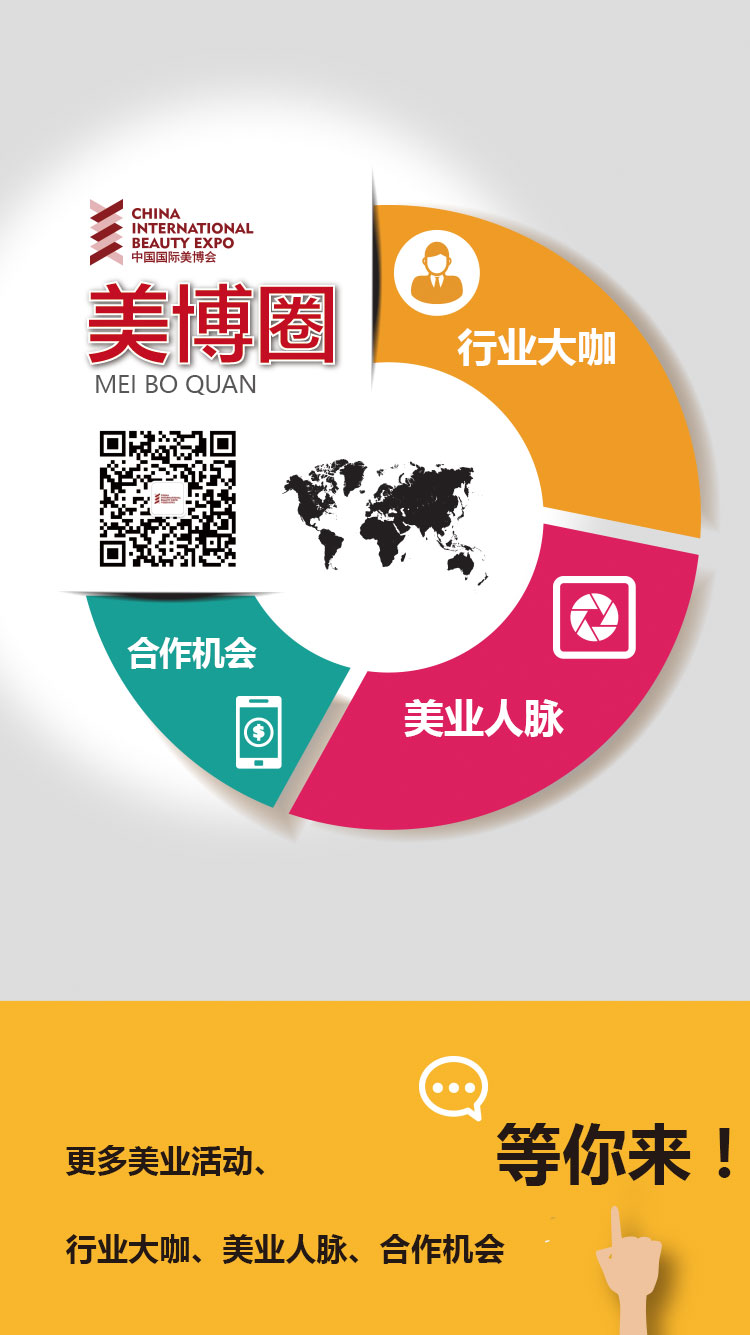 CHINA
INTERNATIONAL
BEAUTY EXPO
中国国际美博会
美博圈
MEI BO QUAN
行业大咖
美业人脉
合作机会
等你来！
更多美业活动、
行业大咖、美业人脉、合作机会